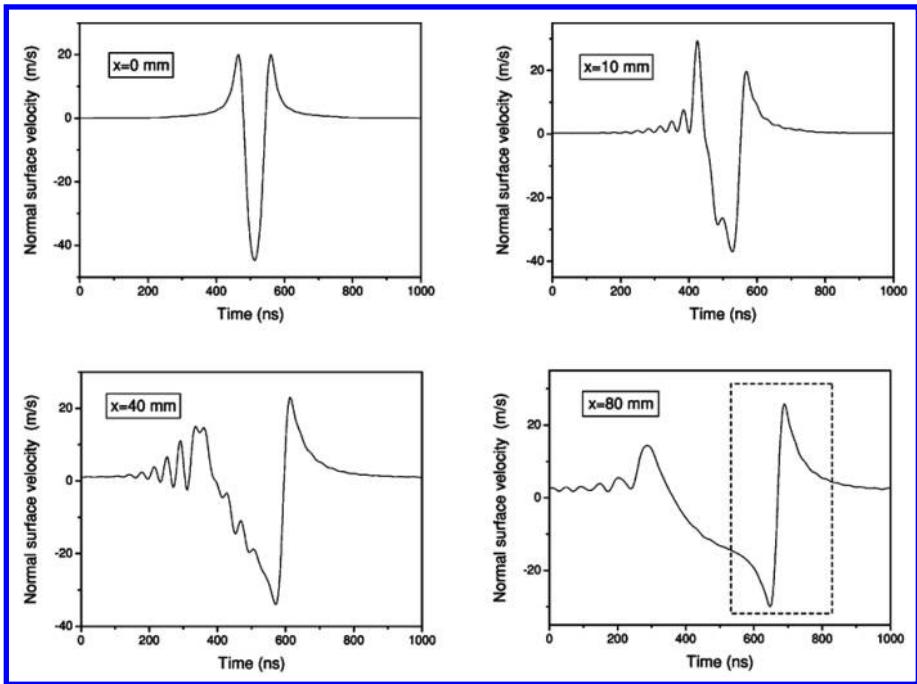 Normal surface velocity (m/s)
x=0 mm
20
0
-20
-40
0 200 400 600 800 1000
Time (ns)
Normal surface velocity (m/s)
x=10 mm
20
0
-20
-40
0 200 400 600 800 1000
Time (ns)
Normal surface velocity (m/s)
x=40 mm
20
0
-20
-40
0 200 400 600 800 1000
Time (ns)
Normal surface velocity (m/s)
x=80 mm
20
0
-20
0 200 400 600 800 1000
Time (ns)